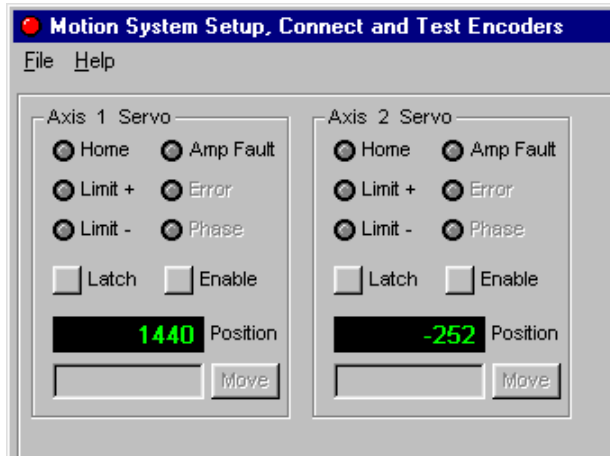 Motion System Setup, Connect and Test Encoders
File Help
Axis 1 Servo
Home Amp Fault
Limit + Error
Limit - Phase
Latch Enable
1440 Position
Move
Axis 2 Servo
Home Amp Fault
Limit + Error
Limit - Phase
Latch Enable
-252 Position
Move